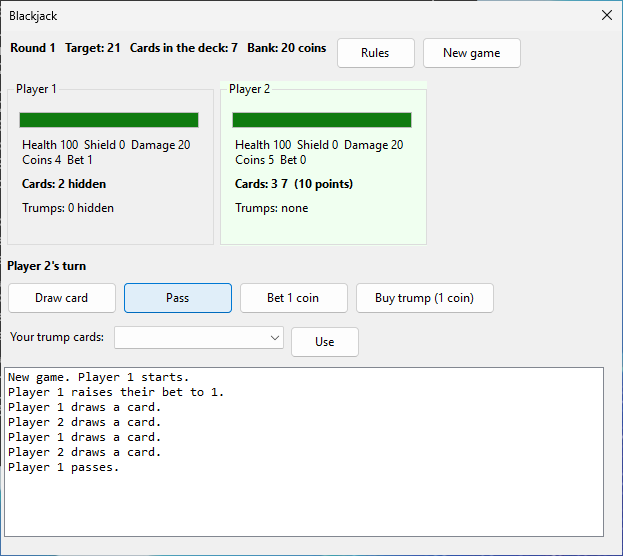 Blackjack
Round 1 Target: 21 Cards in the deck: 7 Bank: 20 coins Rules New game
Player 1
Health 100 Shield 0 Damage 20
Coins 4 Bet 1
Cards: 2 hidden
Trumps: 0 hidden
Player 2
Health 100 Shield 0 Damage 20
Coins 5 Bet 0
Cards: 3 7 (10 points)
Trumps: none
Player 2's turn
Draw card Pass Bet 1 coin Buy trump (1 coin)
Your trump cards: Use
New game. Player 1 starts.
Player 1 raises their bet to 1.
Player 1 draws a card.
Player 2 draws a card.
Player 1 draws a card.
Player 2 draws a card.
Player 1 passes.